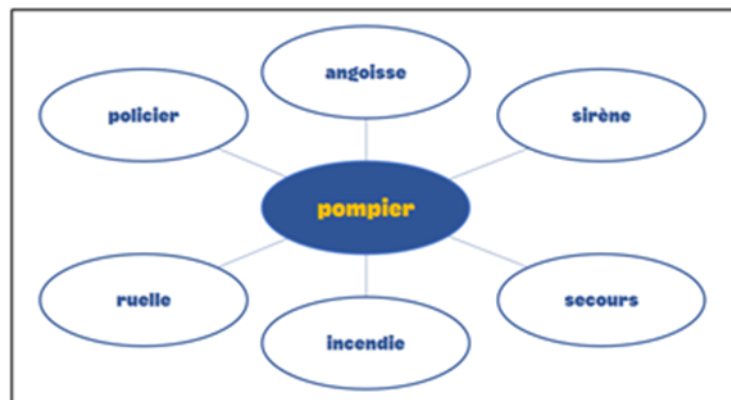 angoisse
policier
sirène
pompier
ruelle
secours
incendie